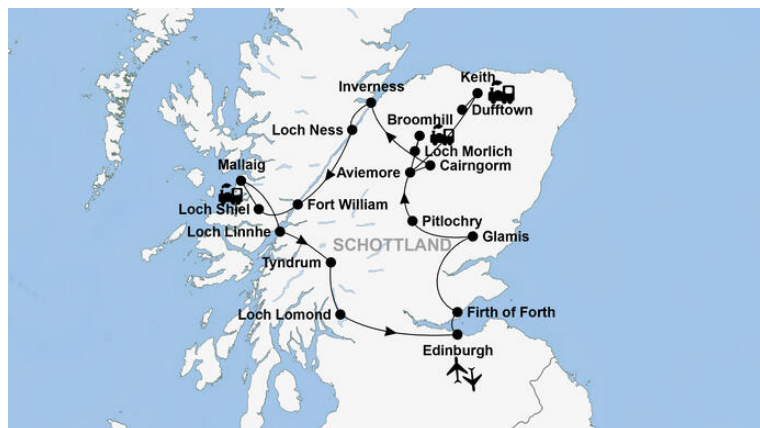 Keith
Inverness
Dufftown
Broomhill
Loch Ness
Loch Morlich
Mallaig
Cairngorm
Aviemore
Loch Shiel
Fort William
Pitlochry
Loch Linnhe
Glamis
SCHOTTLAND
Tyndrum
Loch Lomond
Firth of Forth
Edinburgh